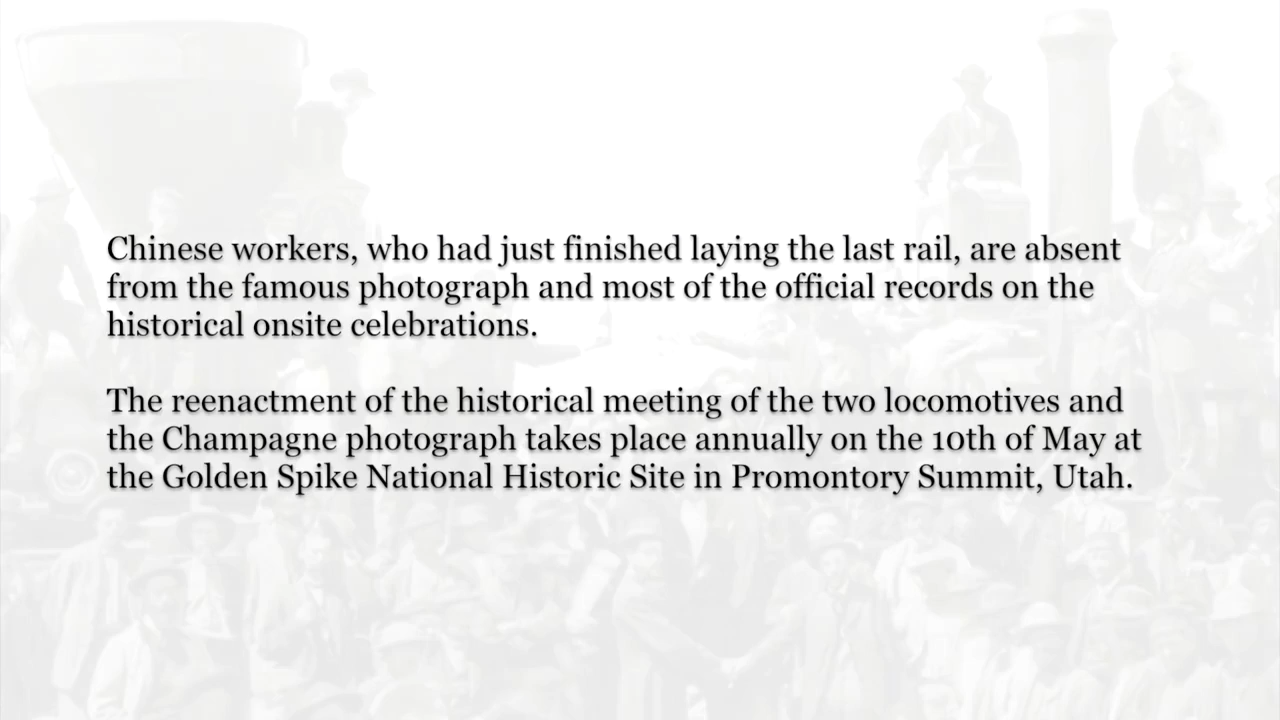 Chinese workers, who had just finished laying the last rail, are absent
from the famous photograph and most of the official records on the
historical onsite celebrations.
The reenactment of the historical meeting of the two locomotives and
the Champagne photograph takes place annually on the 10th of May at
the Golden Spike National Historic Site in Promontory Summit, Utah.